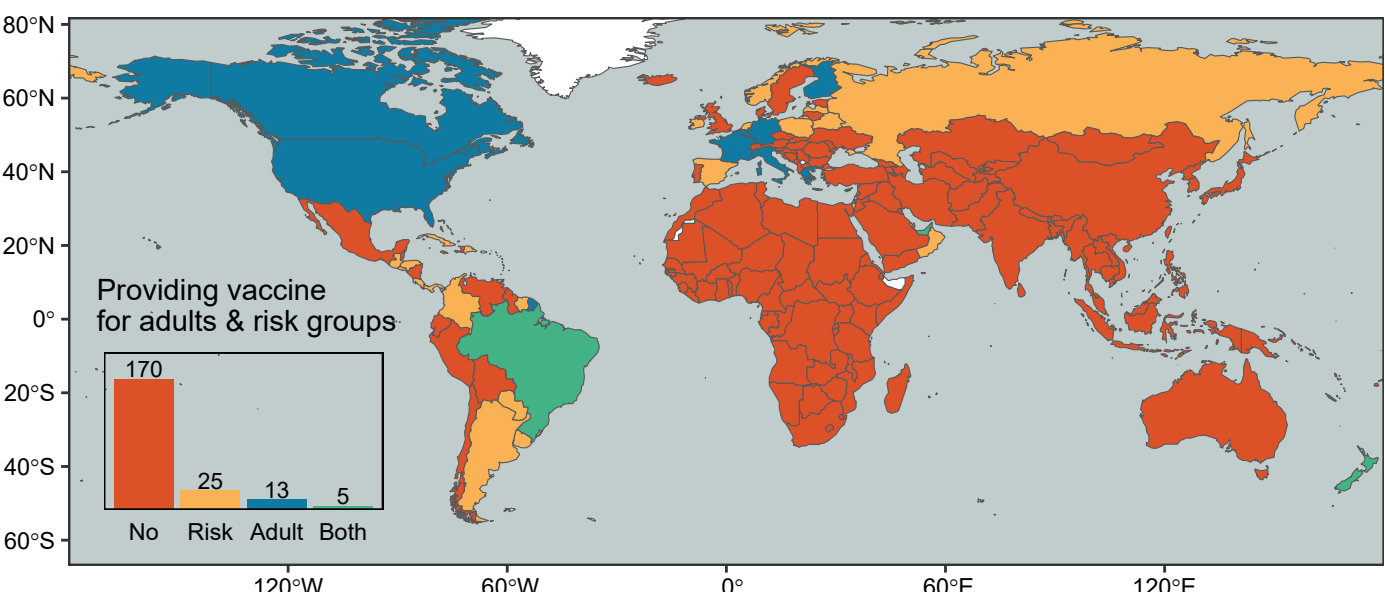 80°N
60°N
40°N
20°N
0°
20°S
40°S
60°S
Providing vaccine
for adults & risk groups
170
25
13
5
No Risk Adult Both
120°W 60°W 0° 60°E 120°E